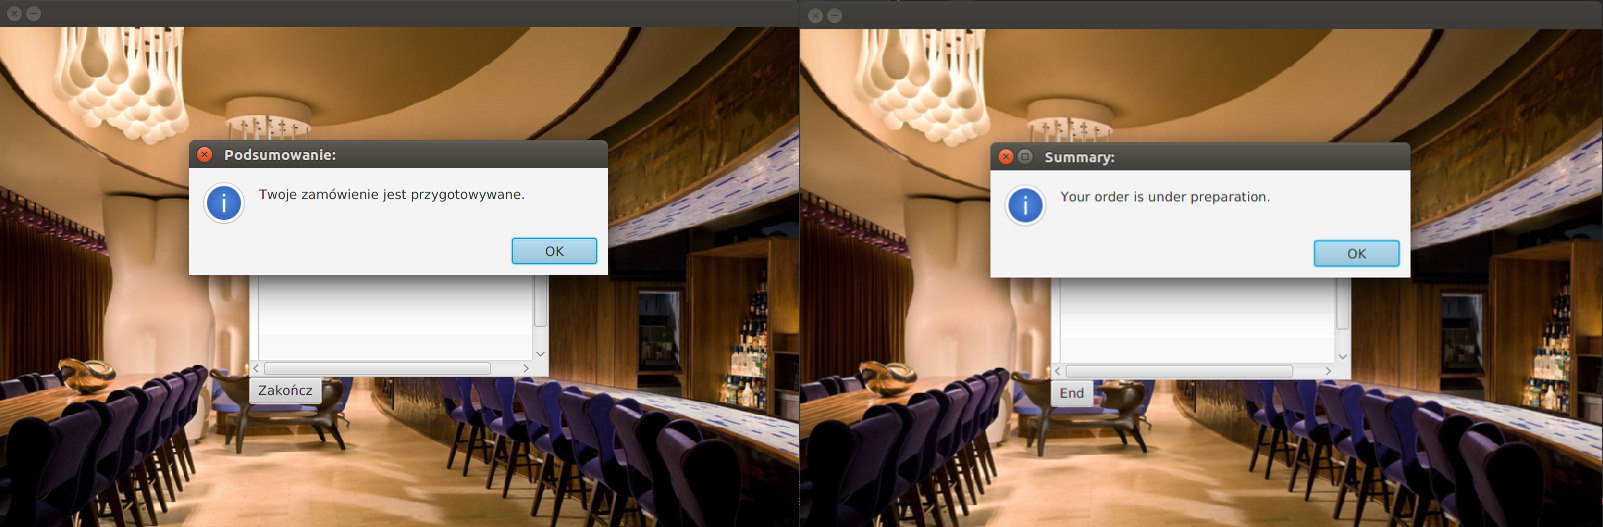 Podsumowanie:
Twoje zamówienie jest przygotowywane.
OK
Zakończ
Summary:
Your order is under preparation.
OK
End